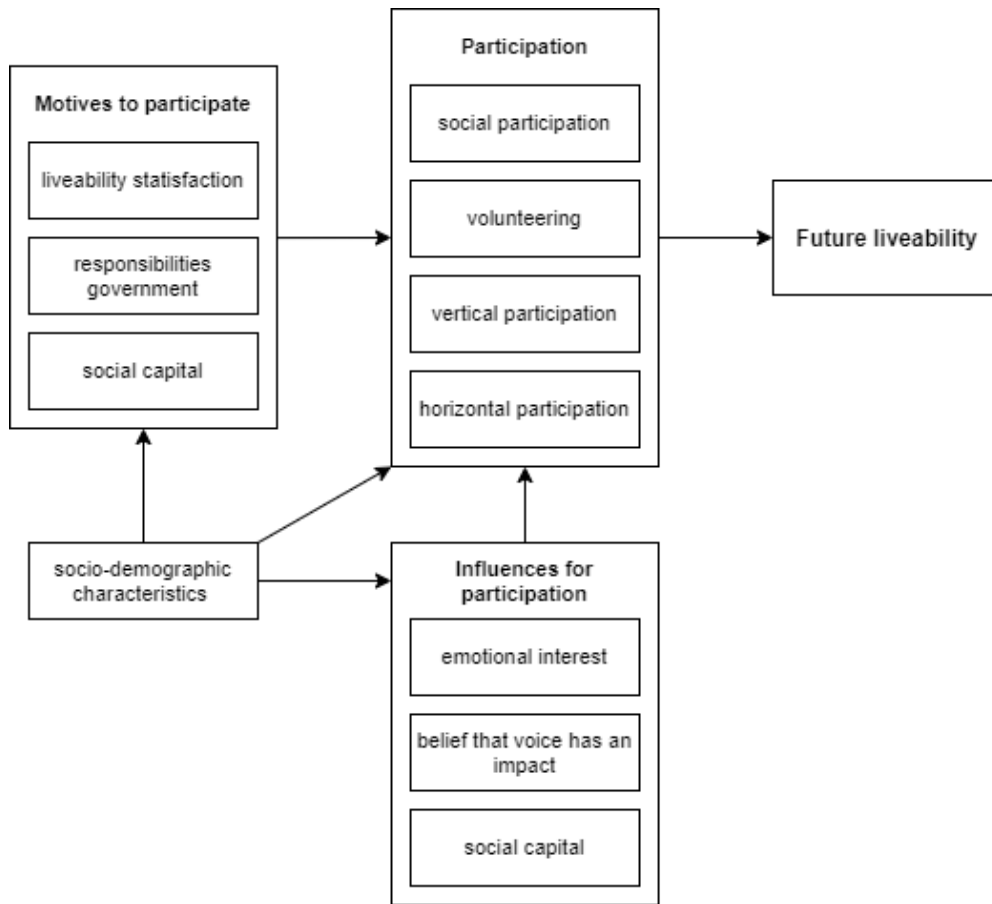 Motives to participate
liveability statisfaction
responsibilities
government
social capital
socio-demographic
characteristics
Participation
social participation
volunteering
vertical participation
horizontal participation
Influences for
participation
emotional interest
belief that voice has an
impact
social capital
Future liveability